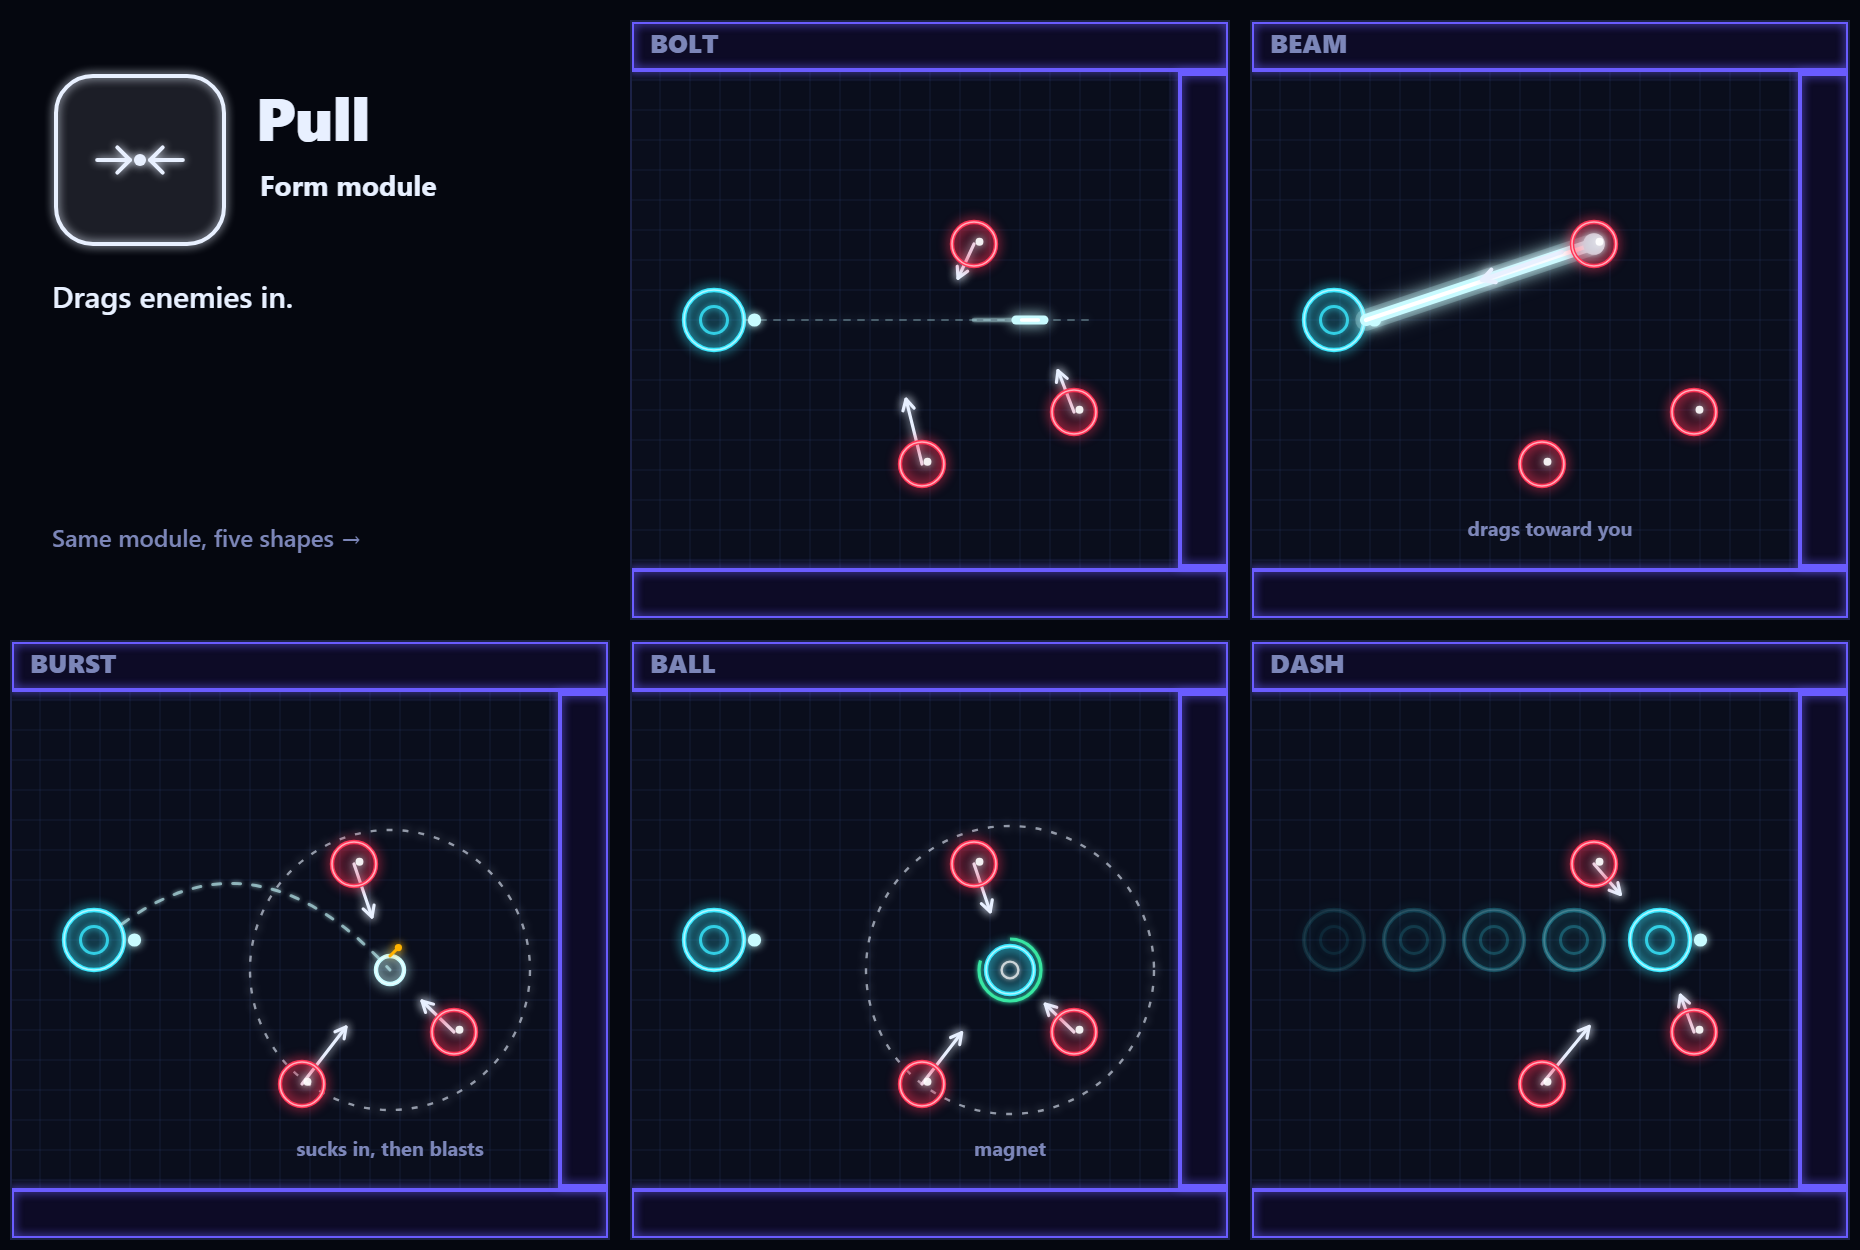 Pull
Form module
Drags enemies in.
Same module, five shapes →
BOLT
BEAM
drags toward you
BURST
sucks in, then blasts
BALL
magnet
DASH